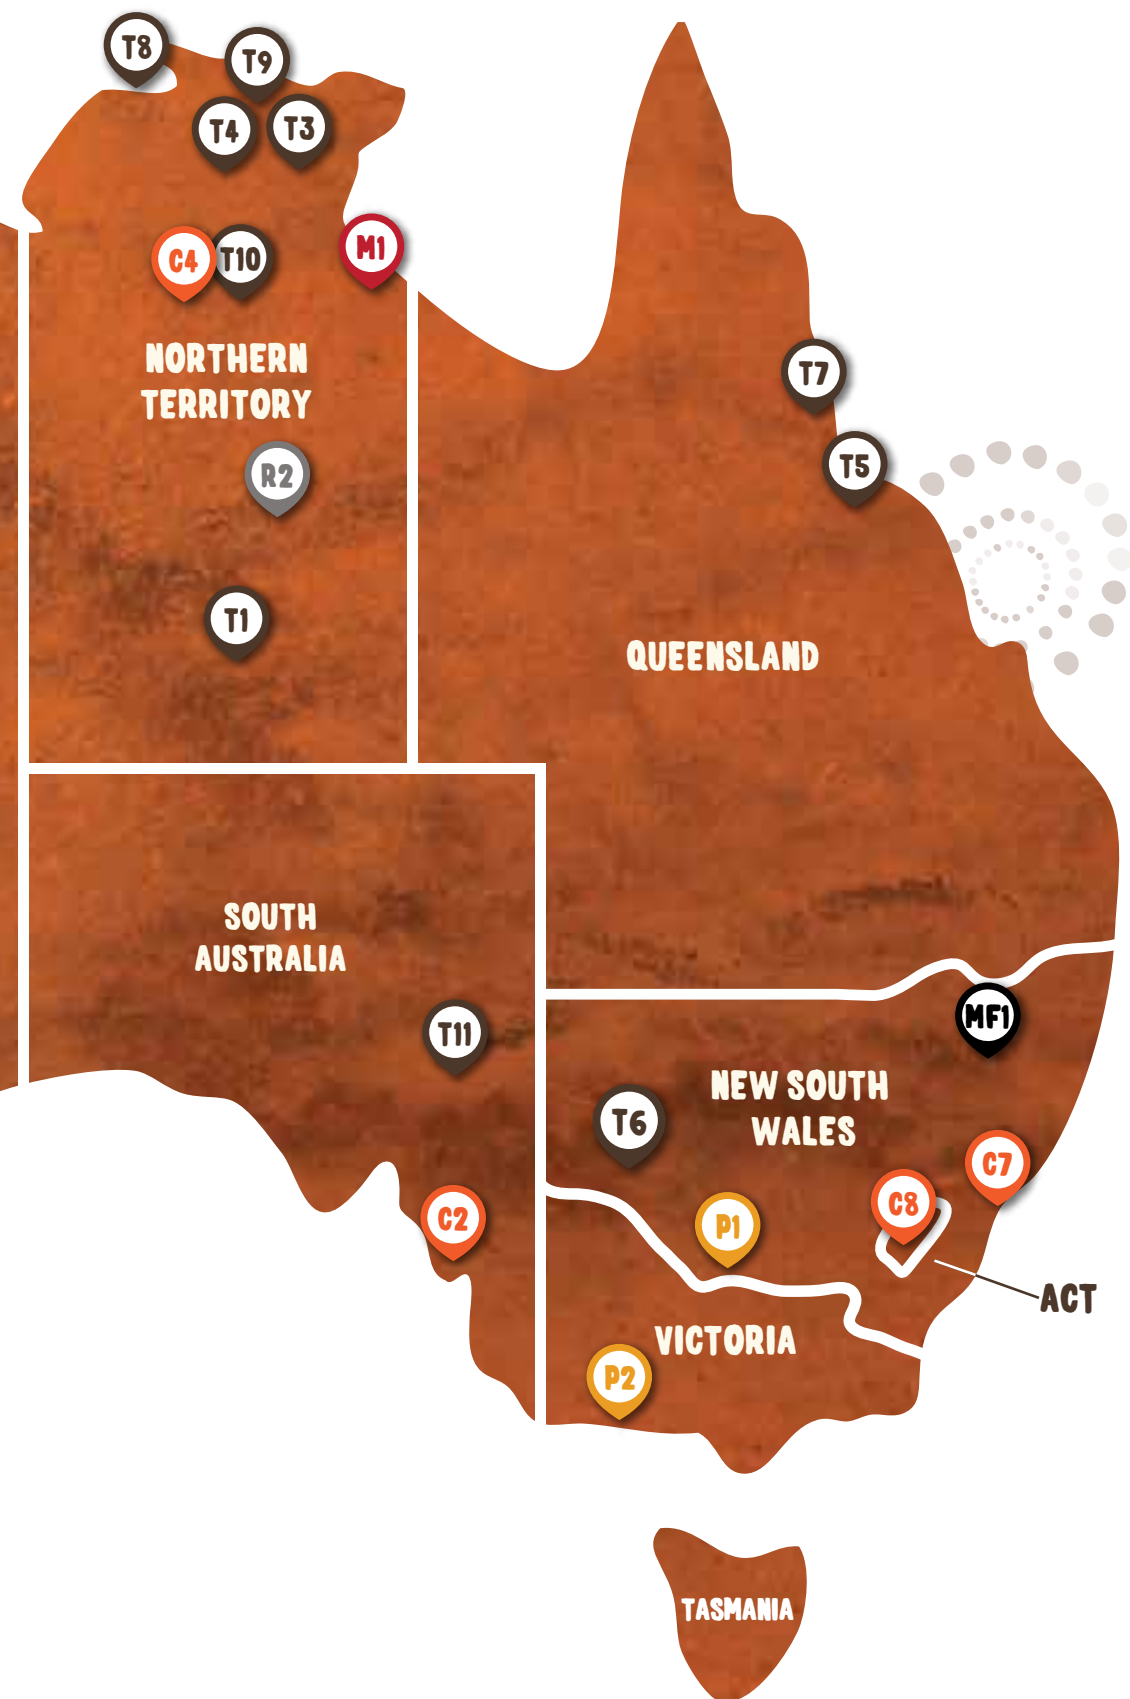 T8
T9
T4
T3
C4
T10
M1
NORTHERN
TERRITORY
T7
R2
T5
T1
QUEENSLAND
SOUTH
AUSTRALIA
T11
MF1
NEW SOUTH
WALES
T6
C7
C8
C2
P1
ACT
VICTORIA
P2
TASMANIA